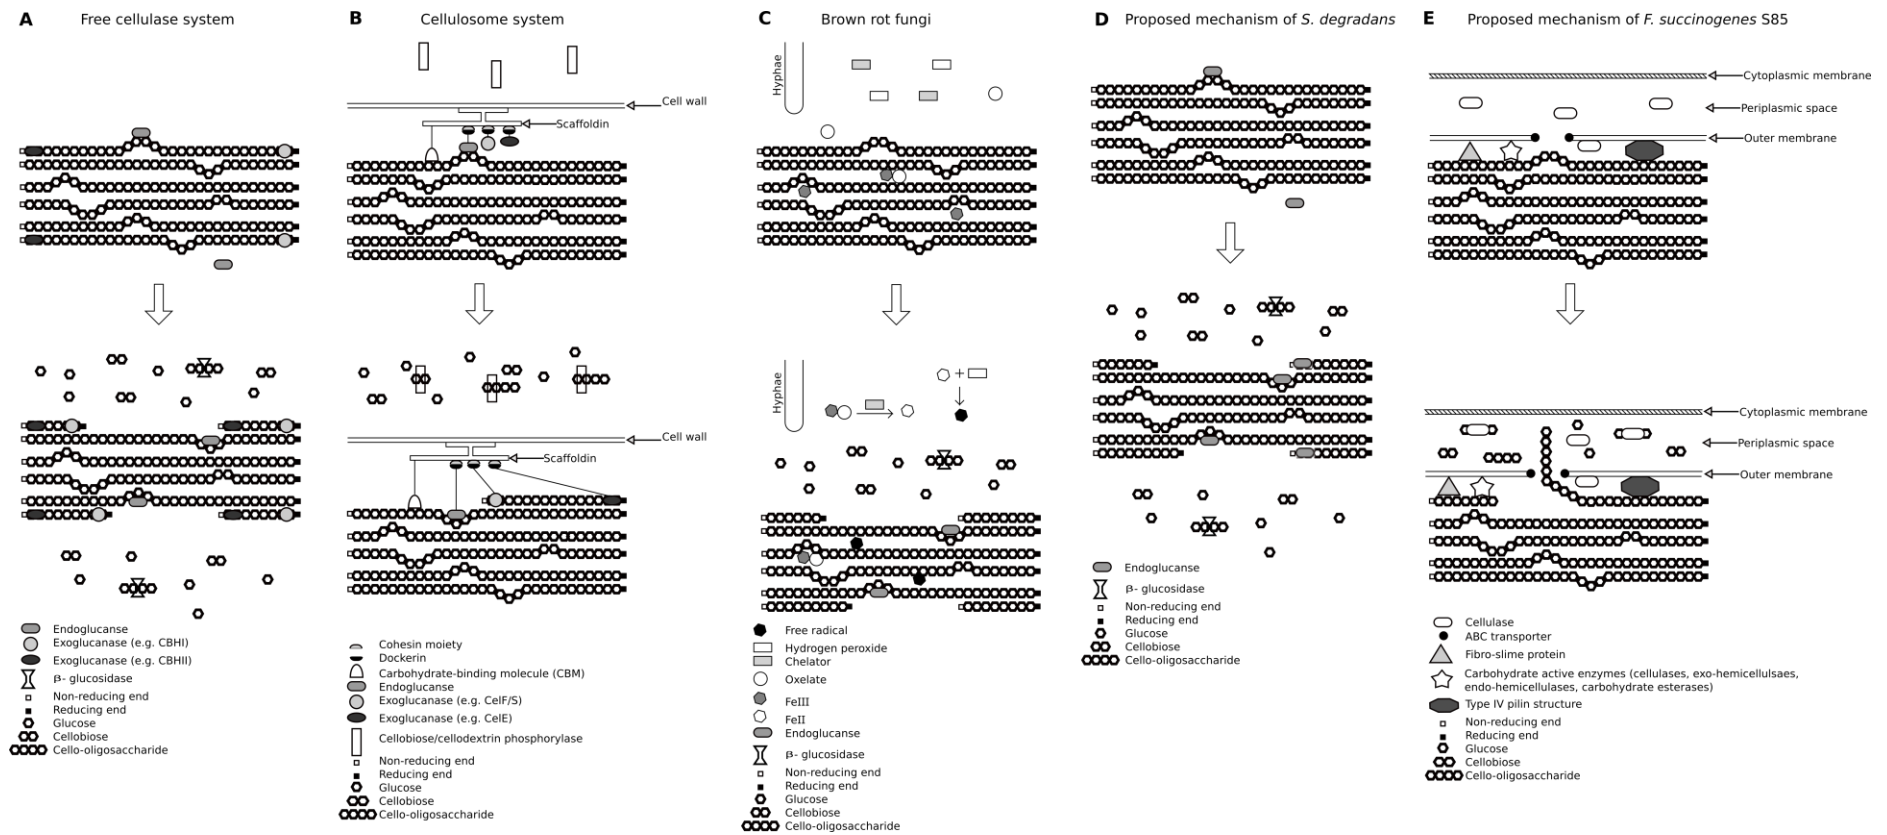 A Free cellulase system
Endoglucanse
Exoglucanase (e.g. CBHI)
Exoglucanase (e.g. CBHII)
β- glucosidase
Non-reducing end
Reducing end
Glucose
Cellobiose
Cello-oligosaccharide
B Cellulosome system
Cell wall
Scaffoldin
Cell wall
Scaffoldin
Cohesin moiety
Dockerin
Carbohydrate-binding molecule (CBM)
Endoglucanse
Exoglucanase (e.g. CelF/S)
Exoglucanase (e.g. CelE)
Cellobiose/cellodextrin phosphorylase
Non-reducing end
Reducing end
Glucose
Cellobiose
Cello-oligosaccharide
C Brown rot fungi
Hyphae
Hyphae
+
Free radical
Hydrogen peroxide
Chelator
Oxelate
FeIII
FeII
Endoglucanse
β- glucosidase
Non-reducing end
Reducing end
Glucose
Cellobiose
Cello-oligosaccharide
D Proposed mechanism of S. degradans
Endoglucanse
β- glucosidase
Non-reducing end
Reducing end
Glucose
Cellobiose
Cello-oligosaccharide
E Proposed mechanism of F. succinogenes S85
Cytoplasmic membrane
Periplasmic space
Outer membrane
Cytoplasmic membrane
Periplasmic space
Outer membrane
Cellulase
ABC transporter
Fibro-slime protein
Carbohydrate active enzymes (cellulases, exo-hemicellulsaes,
endo-hemicellulases, carbohydrate esterases)
Type IV pilin structure
Non-reducing end
Reducing end
Glucose
Cellobiose
Cello-oligosaccharide